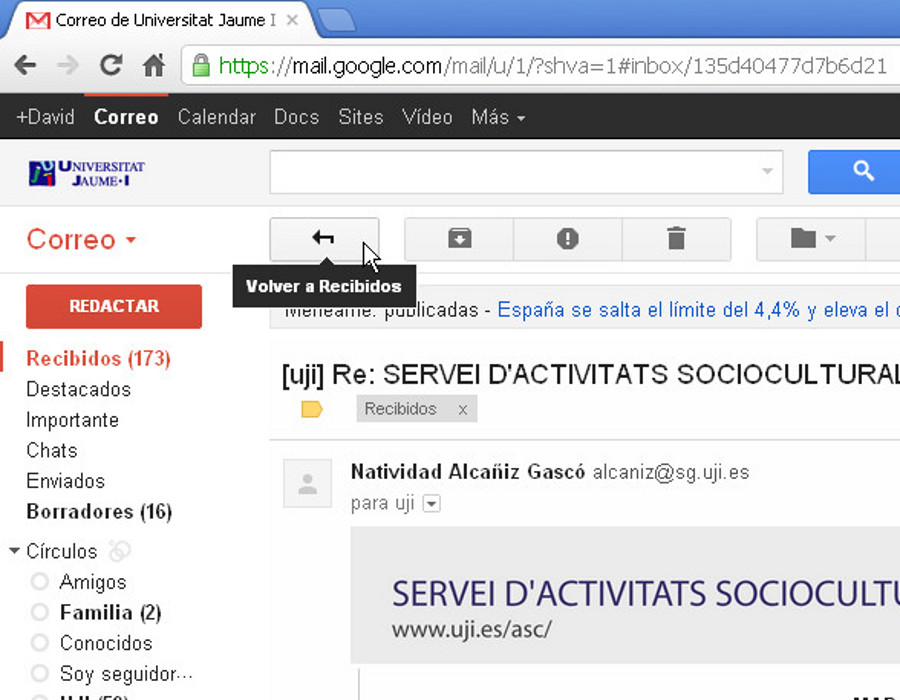 Correo de Universitat Jaume I
https://mail.google.com/mail/u/1/?shva=1#inbox/135d40477d7b6d21
+David Correo Calendar Docs Sites Vídeo Más
UNIVERSITAT
JAUME·I
Correo
Volver a Recibidos
REDACTAR
Menéame: publicadas - España se salta el límite del 4,4% y eleva el
Recibidos (173)
Destacados
Importante
Chats
Enviados
Borradores (16)
Círculos
Amigos
Familia (2)
Conocidos
Soy seguidor...
[uji] Re: SERVEI D'ACTIVITATS SOCIOCULTURAL
Recibidos x
Natividad Alcañiz Gascó alcaniz@sg.uji.es
para uji
SERVEI D'ACTIVITATS SOCIOCULTU
www.uji.es/asc/